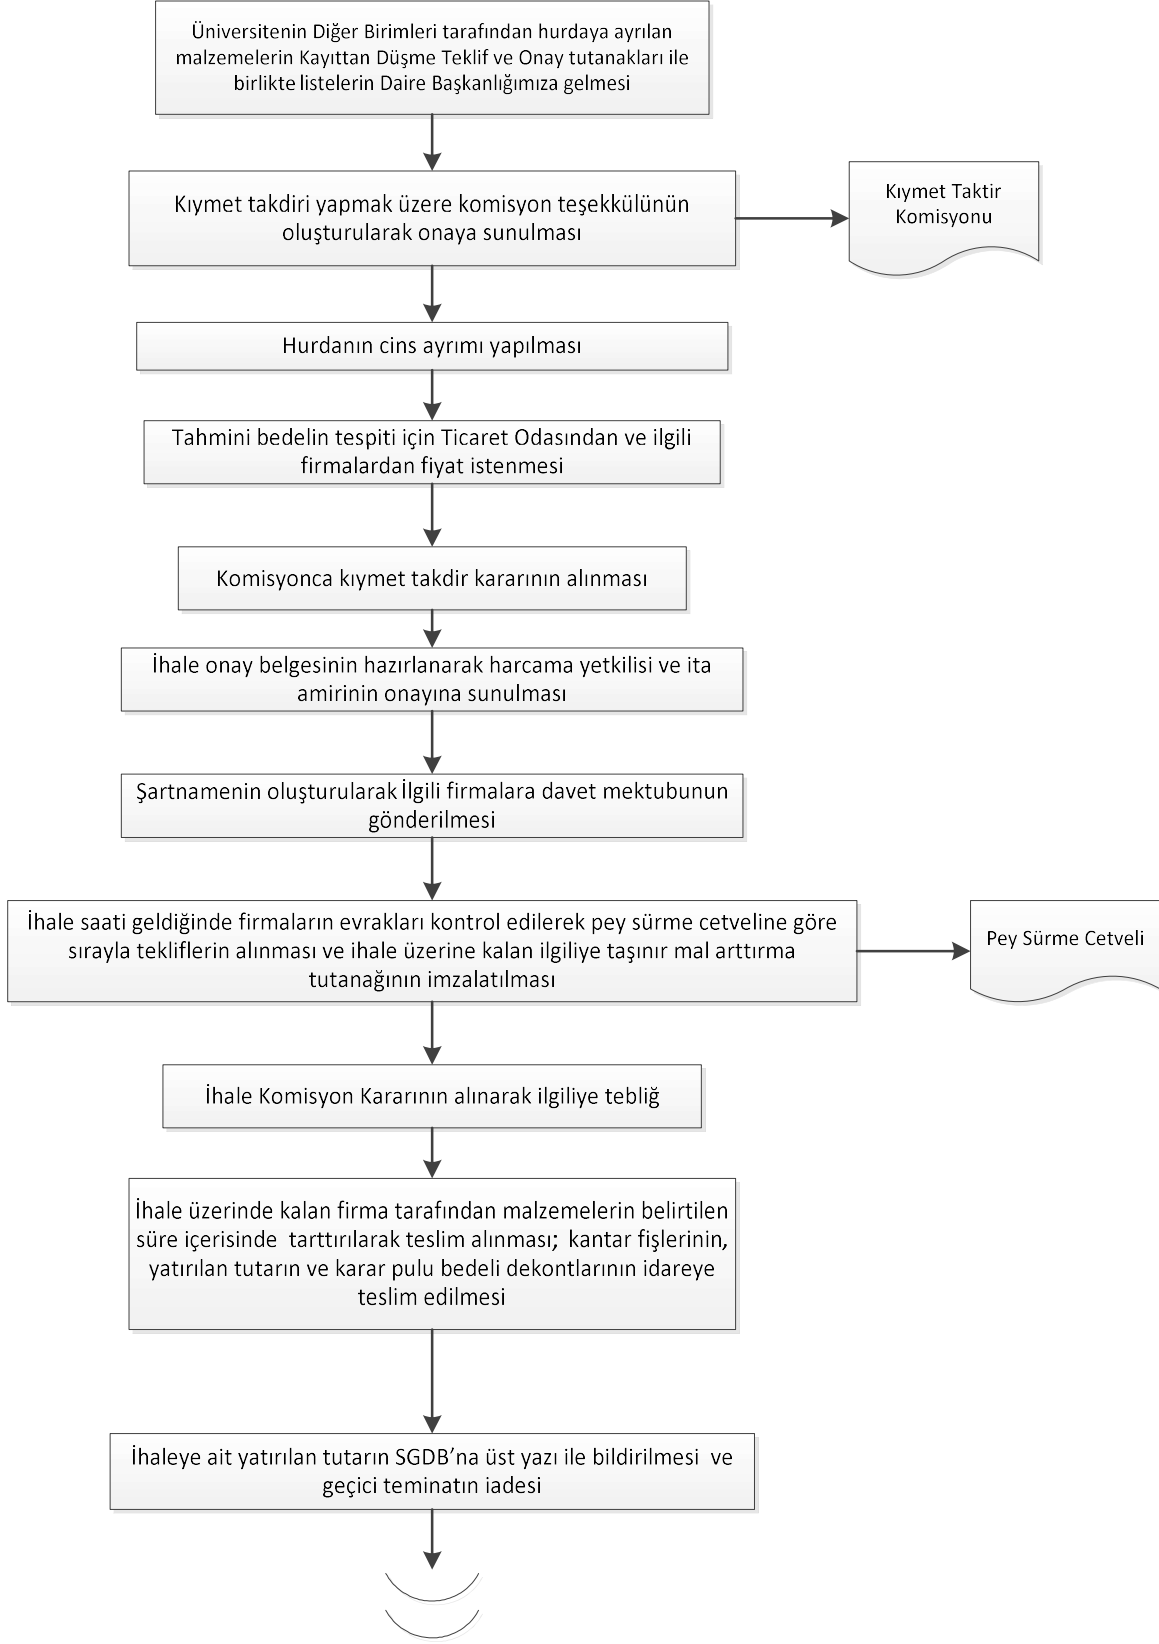 Üniversitenin Diğer Birimleri tarafından hurdaya ayrılan
malzemelerin Kayıttan Düşme Teklif ve Onay tutanakları ile
birlikte listelerin Daire Başkanlığımıza gelmesi
Kıymet takdiri yapmak üzere komisyon teşekkülünün
oluşturularak onaya sunulması
Kıymet Taktir
Komisyonu
Hurdanın cins ayrımı yapılması
Tahmini bedelin tespiti için Ticaret Odasından ve ilgili
firmalardan fiyat istenmesi
Komisyonca kıymet takdir kararının alınması
İhale onay belgesinin hazırlanarak harcama yetkilisi ve ita
amirinin onayına sunulması
Şartnamenin oluşturularak İlgili firmalara davet mektubunun
gönderilmesi
İhale saati geldiğinde firmaların evrakları kontrol edilerek pey sürme cetveline göre
sırayla tekliflerin alınması ve ihale üzerine kalan ilgiliye taşınır mal arttırma
tutanağının imzalatılması
Pey Sürme Cetveli
İhale Komisyon Kararının alınarak ilgiliye tebliğ
İhale üzerinde kalan firma tarafından malzemelerin belirtilen
süre içerisinde tarttırılarak teslim alınması; kantar fişlerinin,
yatırılan tutarın ve karar pulu bedeli dekontlarının idareye
teslim edilmesi
İhaleye ait yatırılan tutarın SGDB’na üst yazı ile bildirilmesi ve
geçici teminatın iadesi